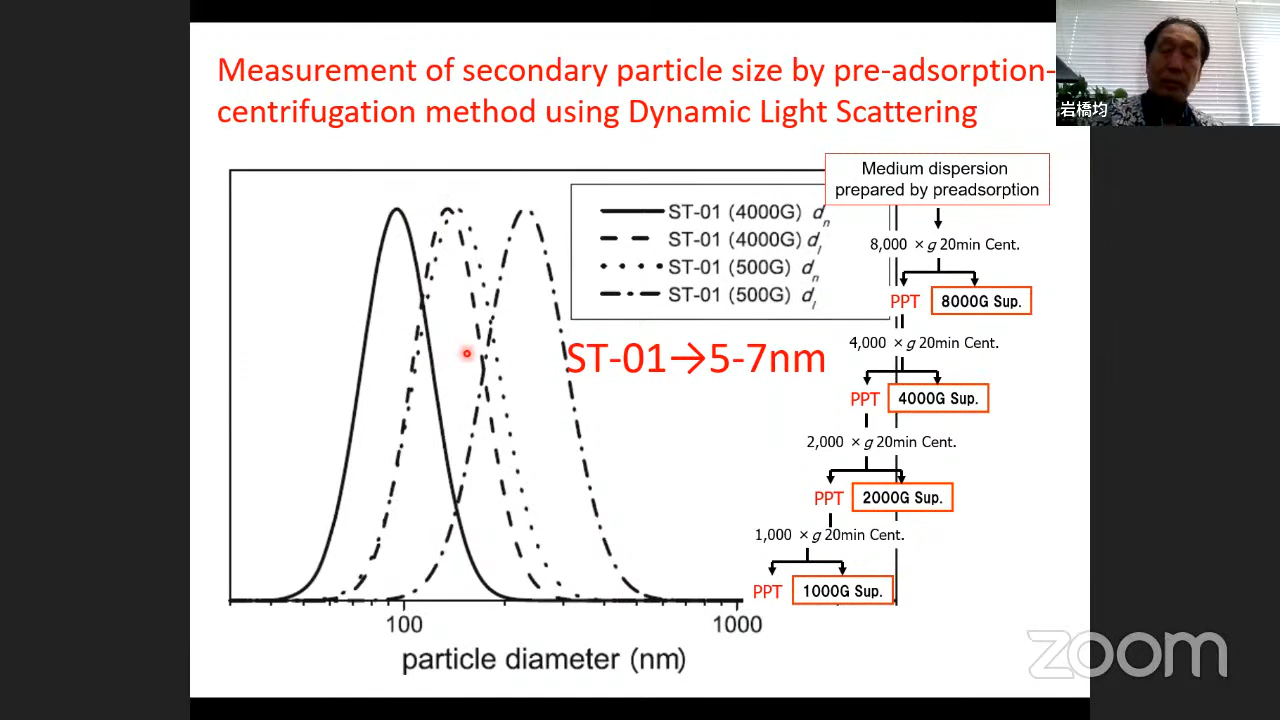 Measurement of secondary particle size by pre-adsorption-
centrifugation method using Dynamic Light Scattering
岩橋均
Medium dispersion
prepared by preadsorption
ST-01 (4000G) dn
ST-01 (4000G) dl
ST-01 (500G) dn
ST-01 (500G) dl
8,000 ×g 20min Cent.
PPT
8000G Sup.
ST-01→5-7nm
4,000 ×g 20min Cent.
PPT
4000G Sup.
2,000 ×g 20min Cent.
PPT
2000G Sup.
1,000 ×g 20min Cent.
PPT
1000G Sup.
100
1000
particle diameter (nm)
zoom